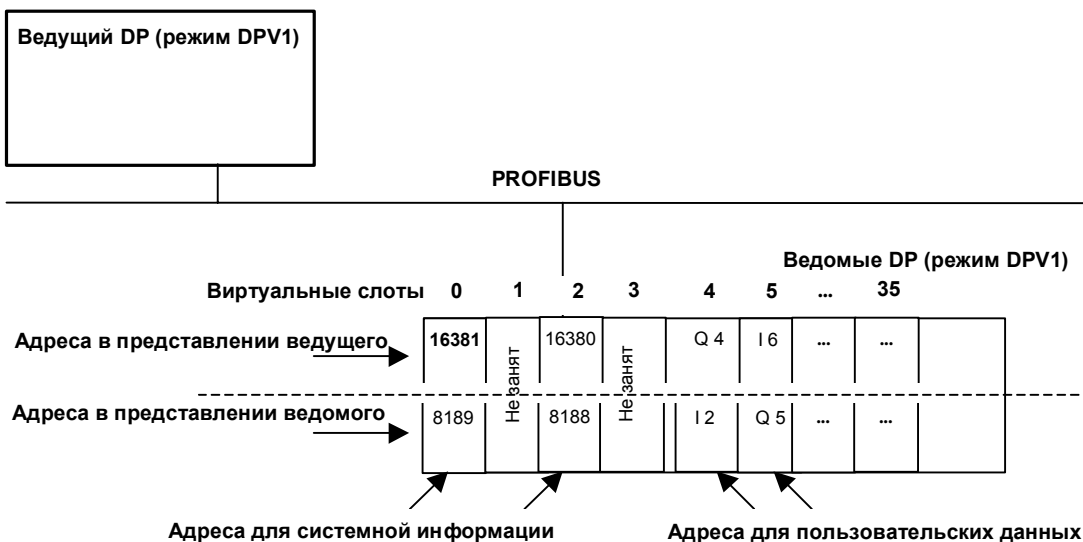 Ведущий DP (режим DPV1)
PROFIBUS
Ведомые DP (режим DPV1)
Виртуальные слоты 0 1 2 3 4 5 ... 35
Адреса в представлении ведущего 16381 Не занят 16380 Не занят Q 4 I 6 ... ...
Адреса в представлении ведомого 8189 8188 I 2 Q 5 ... ...
Адреса для системной информации Адреса для пользовательских данных